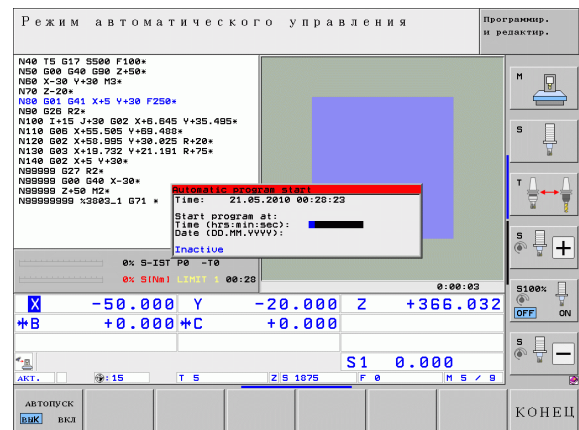 Режим автоматического управления
Программир.
и редактир.
N40 T5 G17 S500 F100*
N50 G00 G40 G90 Z+50*
N60 X-30 Y+30 M3*
N70 Z-20*
N80 G01 G41 X+5 Y+30 F250*
N90 G26 R2*
N100 I+15 J+30 G02 X+6.645 Y+35.495*
N110 G06 X+55.505 Y+69.488*
N120 G02 X+58.995 Y+30.025 R+20*
N130 G03 X+19.732 Y+21.191 R+75*
N140 G02 X+5 Y+30*
N99999 G27 R2*
N99999 G00 G40 X-30*
N99999 Z+50 M2*
N99999999 %3803_1 G71 *
Automatic program start
Time: 21.05.2010 00:28:23
Start program at:
Time (hrs:min:sec):
Date (DD.MM.YYYY):
Inactive
0% S-IST P0 -T0
0% S[Nm] LIMIT 1 00:28
0:00:03
X -50.000 Y -20.000 Z +366.032
B +0.000 C +0.000
S1 0.000
АКТ. :15 T 5 Z S 1875 F 0 M 5 / 9
M
S
T
S
+
S100%
OFF ON
S
−
АВТОПУСК
ВЫК ВКЛ
КОНЕЦ